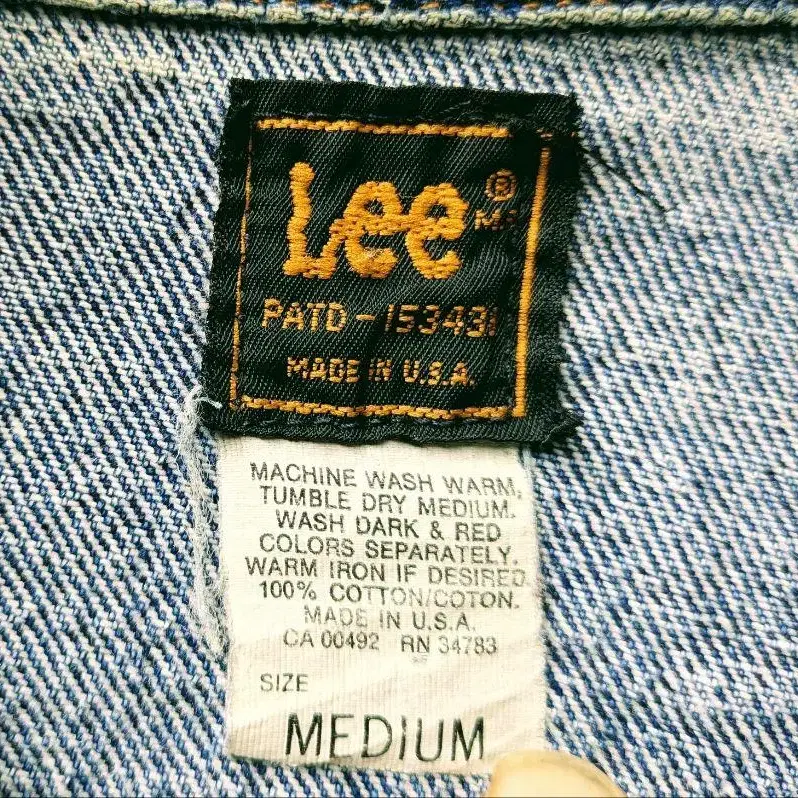 Lee ®
M.R.
PATD-153438
MADE IN U.S.A.
MACHINE WASH WARM,
TUMBLE DRY MEDIUM.
WASH DARK & RED
COLORS SEPARATELY.
WARM IRON IF DESIRED
100% COTTON/COTON.
MADE IN U.S.A.
CA 00492 RN 34783
SIZE
MEDIUM